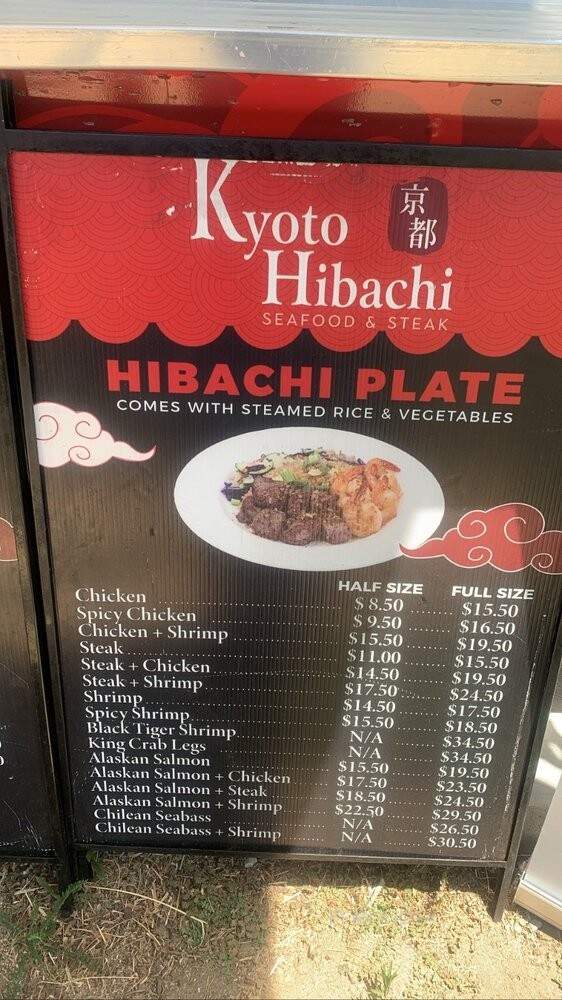 Kyoto 京都
Hibachi
SEAFOOD & STEAK
HIBACHI PLATE
COMES WITH STEAMED RICE & VEGETABLES
HALF SIZE FULL SIZE
Chicken $8.50 $15.50
Spicy Chicken $9.50 $16.50
Chicken + Shrimp $15.50 $19.50
Steak $11.00 $15.50
Steak + Chicken $14.50 $19.50
Steak + Shrimp $17.50 $24.50
Shrimp $14.50 $17.50
Spicy Shrimp $15.50 $18.50
Black Tiger Shrimp N/A $34.50
King Crab Legs N/A $34.50
Alaskan Salmon $15.50 $19.50
Alaskan Salmon + Chicken $17.50 $23.50
Alaskan Salmon + Steak $18.50 $24.50
Alaskan Salmon + Shrimp $22.50 $29.50
Chilean Seabass N/A $26.50
Chilean Seabass + Shrimp N/A $30.50